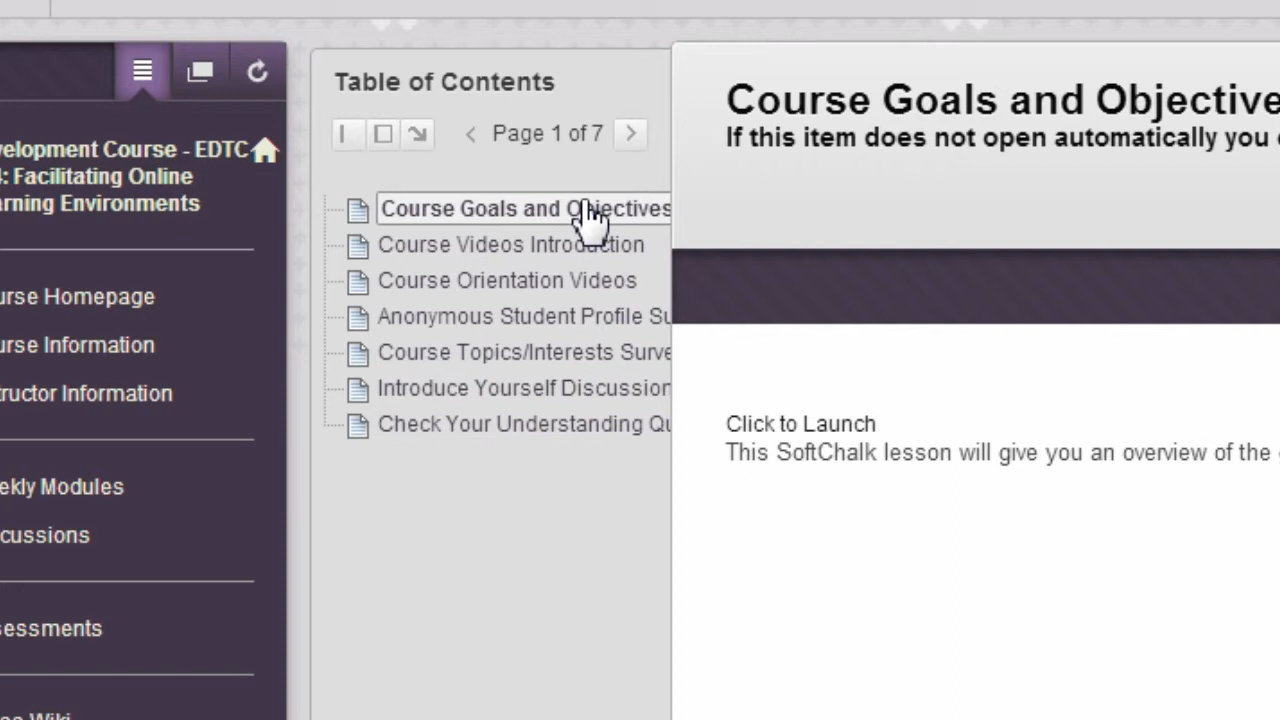 velopment Course - EDTC
: Facilitating Online
arning Environments
urse Homepage
urse Information
tructor Information
ekly Modules
cussions
sessments
Wiki
Table of Contents
Page 1 of 7
Course Goals and Objectives
Course Videos Introduction
Course Orientation Videos
Anonymous Student Profile Su
Course Topics/Interests Surve
Introduce Yourself Discussion
Check Your Understanding Qu
Course Goals and Objective
If this item does not open automatically you
Click to Launch
This SoftChalk lesson will give you an overview of the